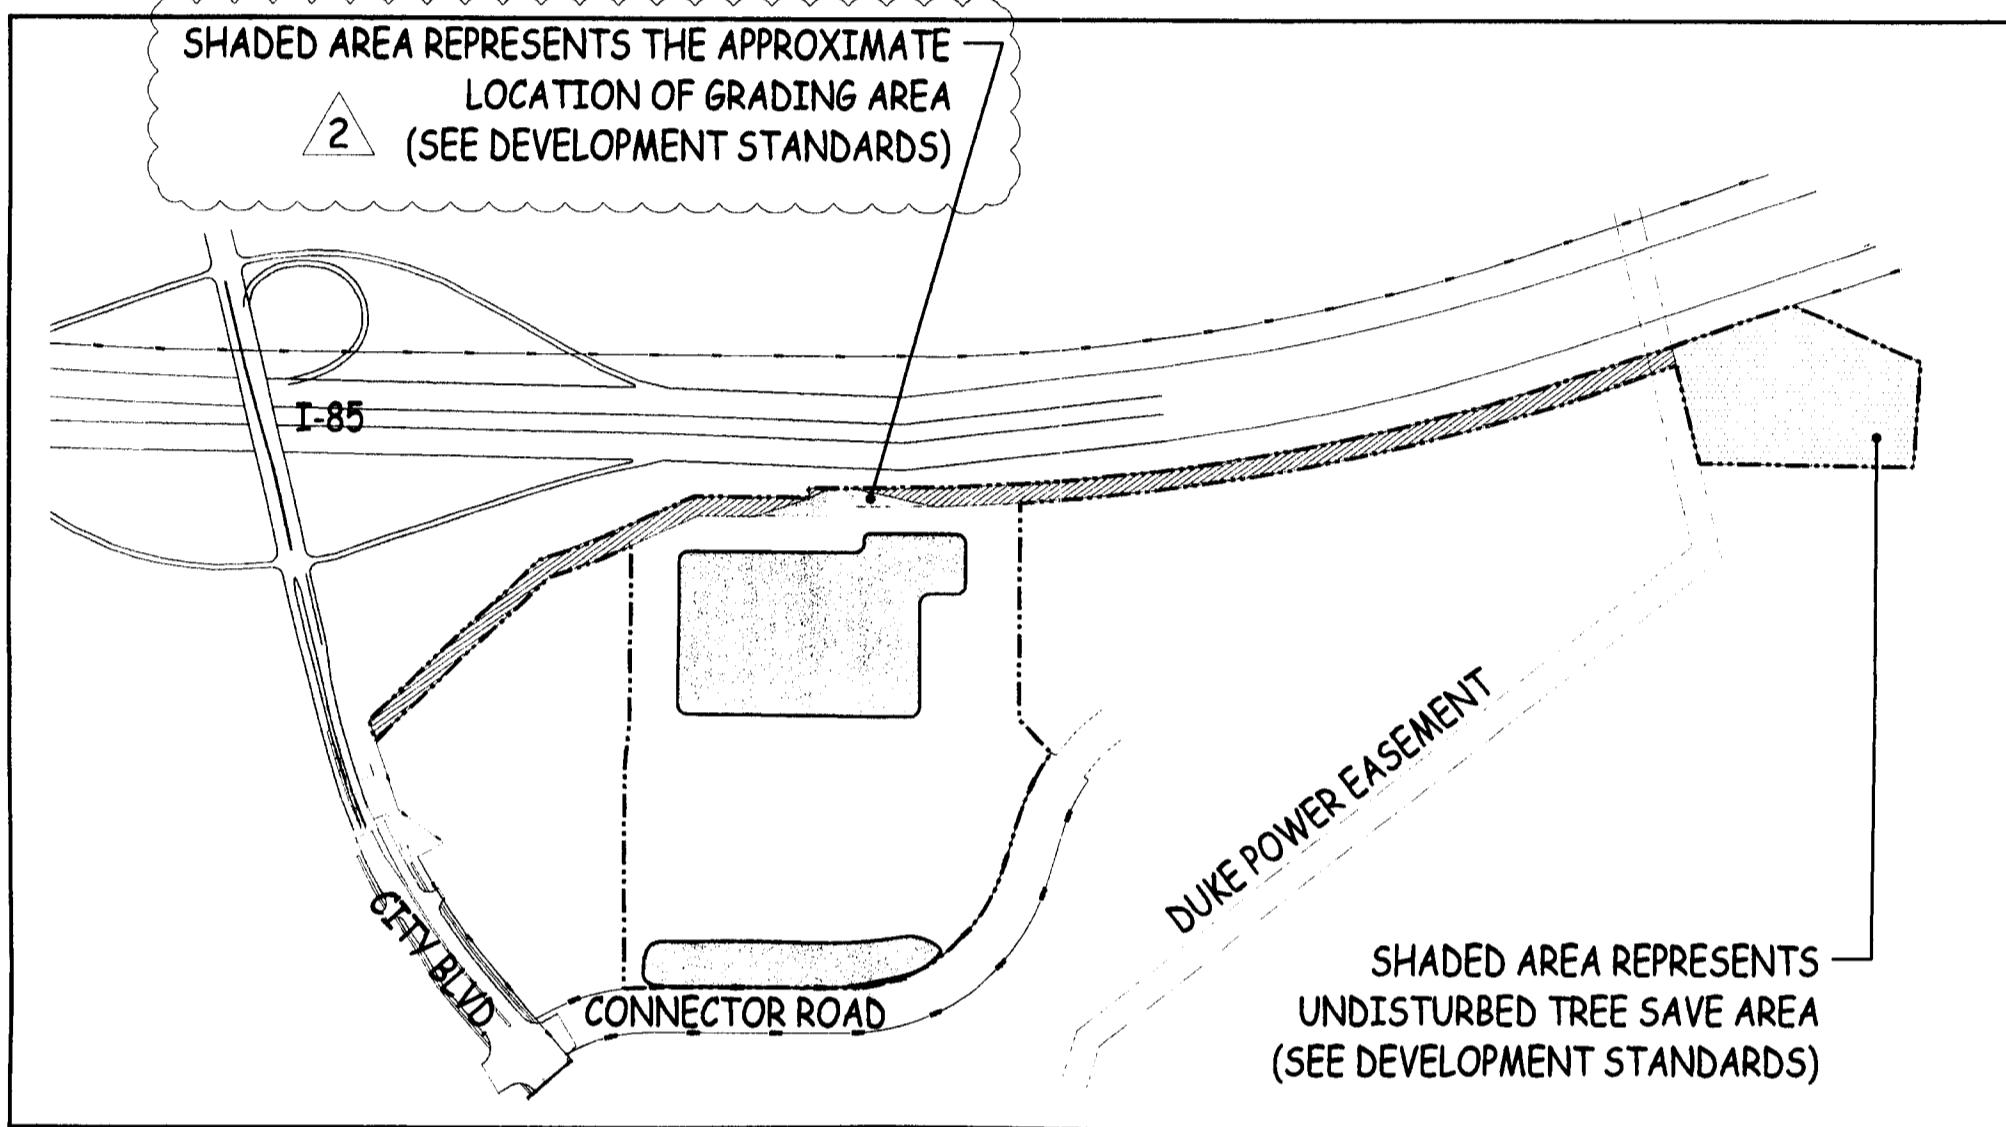 SHADED AREA REPRESENTS THE APPROXIMATE
LOCATION OF GRADING AREA
2
(SEE DEVELOPMENT STANDARDS)
I-85
DUKE POWER EASEMENT
CITY BLVD.
CONNECTOR ROAD
SHADED AREA REPRESENTS
UNDISTURBED TREE SAVE AREA
(SEE DEVELOPMENT STANDARDS)